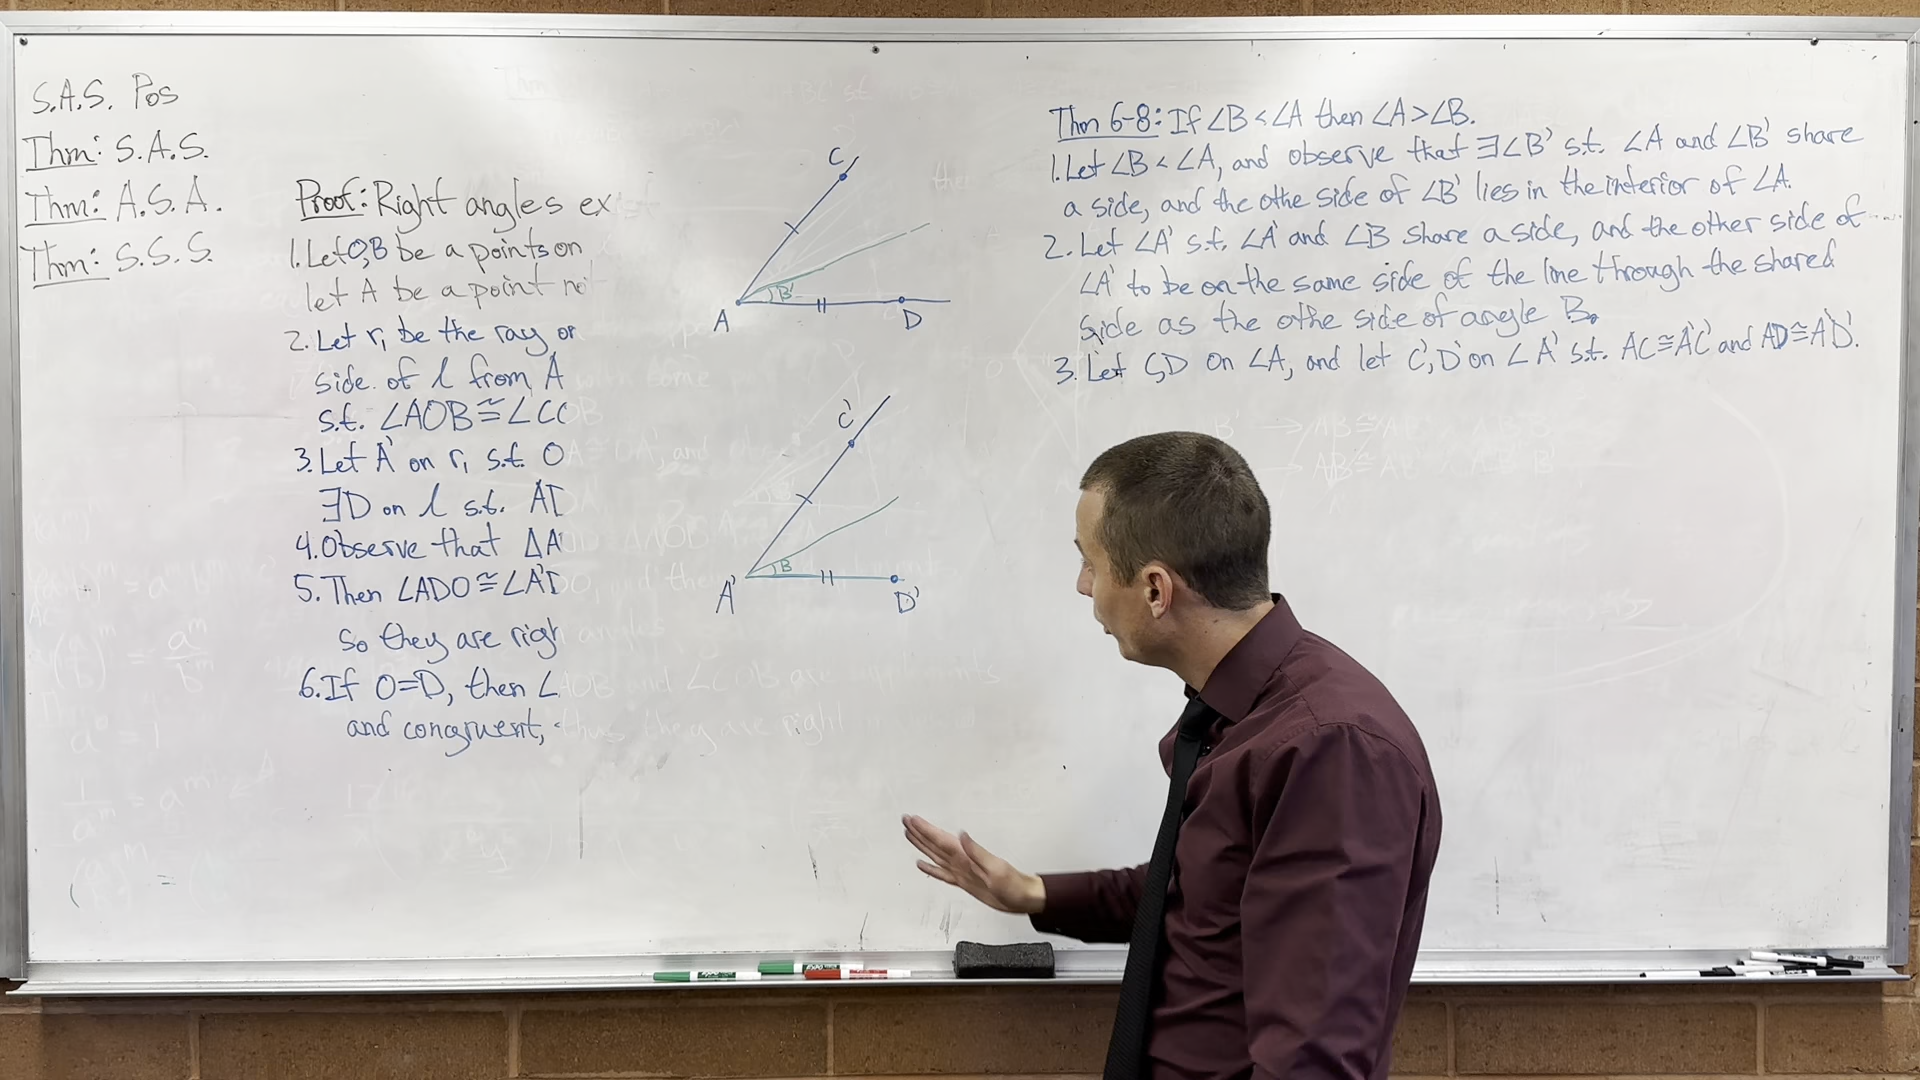 S.A.S. Pos
Thm: S.A.S.
Thm: A.S.A.
Thm: S.S.S.
Proof: Right angles ex
1. Let O,B be a points on
let A be a point no
2. Let r₁ be the ray or
side of l from A
s.t. ∠AOB≅∠CO
3. Let A' on r₁ s.t. O
∃D on l s.t. AD
4. Observe that ΔA
5. Then ∠ADO≅∠A'D
so they are righ
6. If O=D, then ∠
and congruent,
C
B'
A
D
C'
B
A'
D'
Thm 6-8: If ∠B<∠A then ∠A>∠B.
1. Let ∠B<∠A, and observe that ∃∠B' s.t. ∠A and ∠B' share
a side, and the othe side of ∠B' lies in the interior of ∠A.
2. Let ∠A' s.t. ∠A' and ∠B share a side, and the other side of
∠A' to be on the same side of the line through the shared
side as the othe side of angle B.
3. Let C,D on ∠A, and let C',D' on ∠A' s.t. AC≅A'C' and AD≅A'D'.